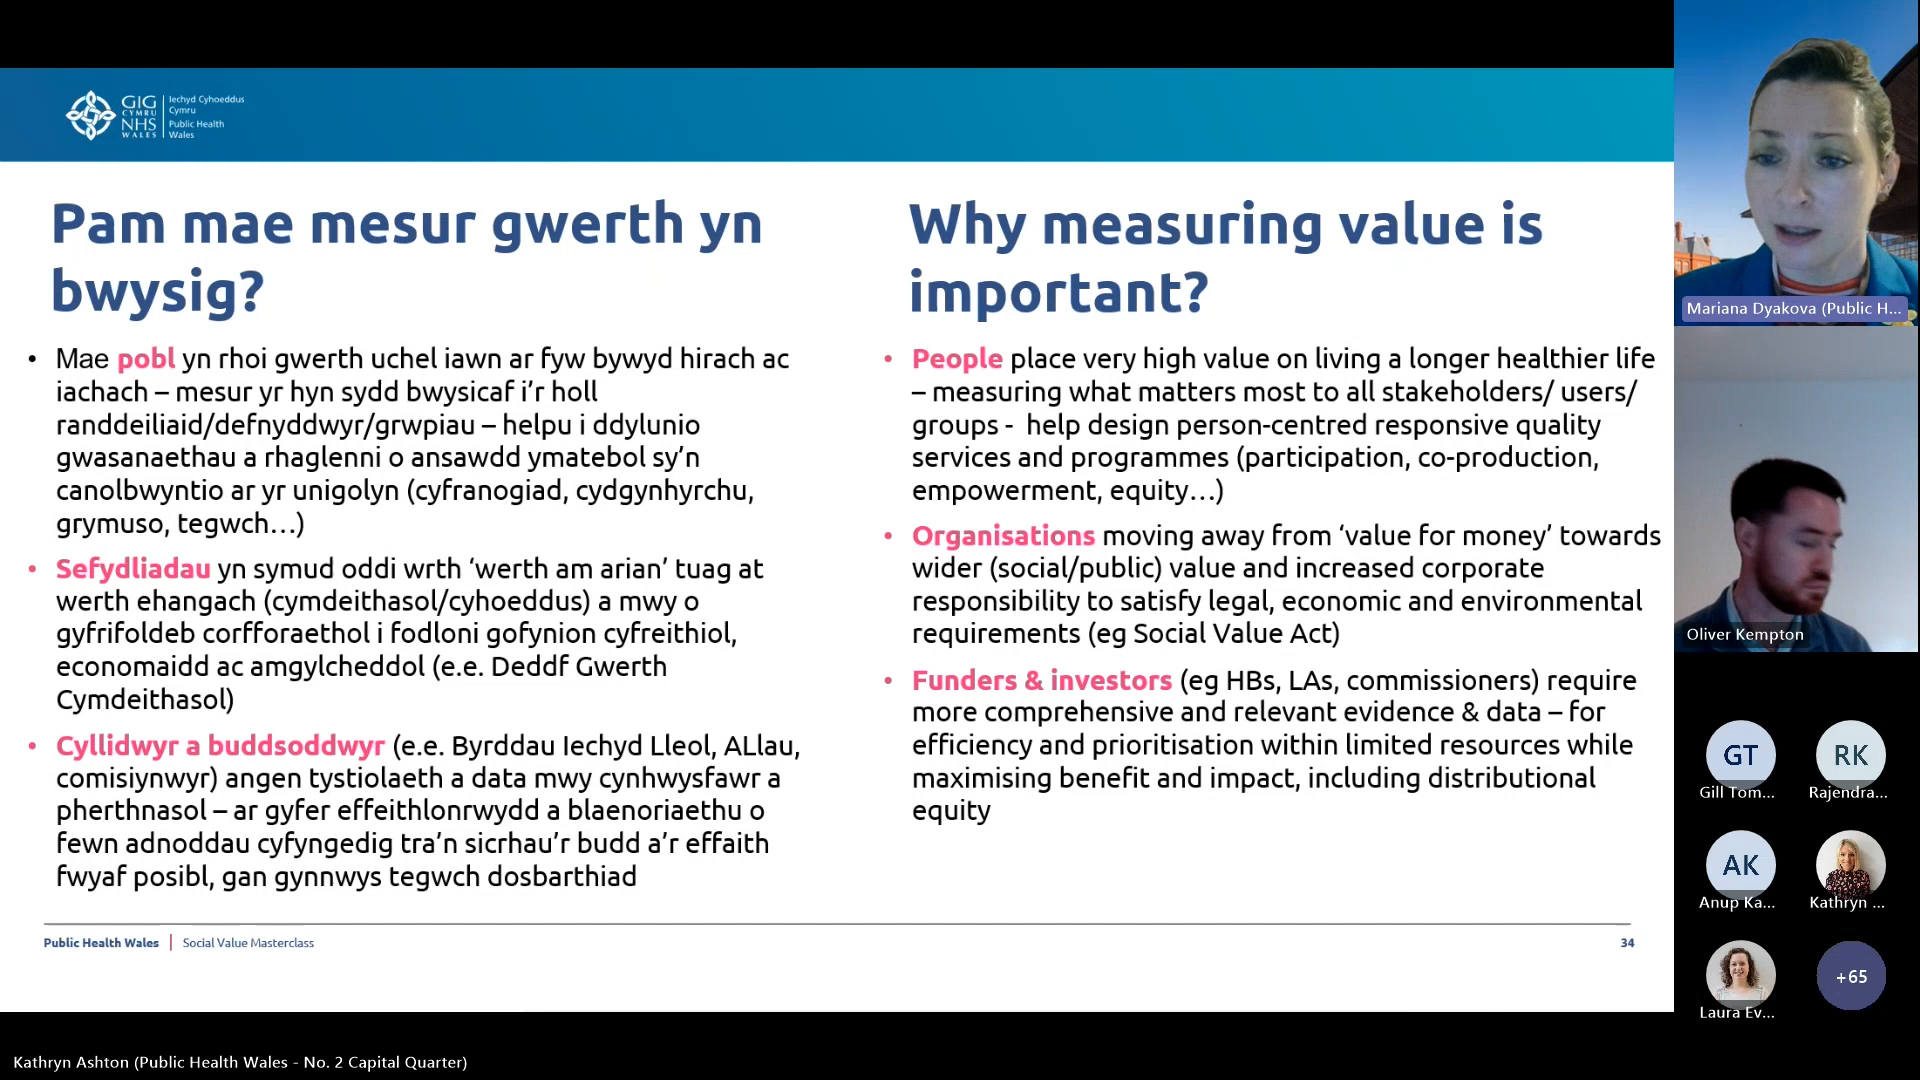 GIG
CYMRU
NHS
WALES
Iechyd Cyhoeddus
Cymru
Public Health
Wales
Pam mae mesur gwerth yn
bwysig?
• Mae pobl yn rhoi gwerth uchel iawn ar fyw bywyd hirach ac
iachach – mesur yr hyn sydd bwysicaf i’r holl
randdeiliaid/defnyddwyr/grwpiau – helpu i ddylunio
gwasanaethau a rhaglenni o ansawdd ymatebol sy’n
canolbwyntio ar yr unigolyn (cyfranogiad, cydgynhyrchu,
grymuso, tegwch…)
• Sefydliadau yn symud oddi wrth ‘werth am arian’ tuag at
werth ehangach (cymdeithasol/cyhoeddus) a mwy o
gyfrifoldeb corfforaethol i fodloni gofynion cyfreithiol,
economaidd ac amgylcheddol (e.e. Deddf Gwerth
Cymdeithasol)
• Cyllidwyr a buddsoddwyr (e.e. Byrddau Iechyd Lleol, ALlau,
comisiynwyr) angen tystiolaeth a data mwy cynhwysfawr a
pherthnasol – ar gyfer effeithlonrwydd a blaenoriaethu o
fewn adnoddau cyfyngedig tra’n sicrhau’r budd a’r effaith
fwyaf posibl, gan gynnwys tegwch dosbarthiad
Why measuring value is
important?
• People place very high value on living a longer healthier life
– measuring what matters most to all stakeholders/ users/
groups -  help design person-centred responsive quality
services and programmes (participation, co-production,
empowerment, equity…)
• Organisations moving away from ‘value for money’ towards
wider (social/public) value and increased corporate
responsibility to satisfy legal, economic and environmental
requirements (eg Social Value Act)
• Funders & investors (eg HBs, LAs, commissioners) require
more comprehensive and relevant evidence & data – for
efficiency and prioritisation within limited resources while
maximising benefit and impact, including distributional
equity
Public Health Wales | Social Value Masterclass
34
Mariana Dyakova (Public H...
Oliver Kempton
GT
Gill Tom...
RK
Rajendra...
AK
Anup Ka...
Kathryn ...
Laura Ev...
+65
Kathryn Ashton (Public Health Wales - No. 2 Capital Quarter)